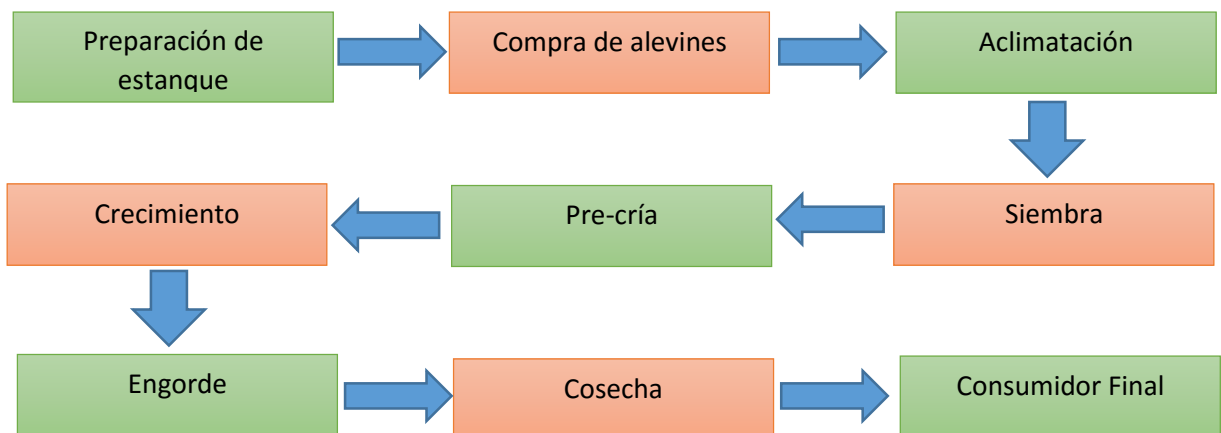 Preparación de
estanque
Compra de alevines
Aclimatación
Siembra
Pre-cría
Crecimiento
Engorde
Cosecha
Consumidor Final